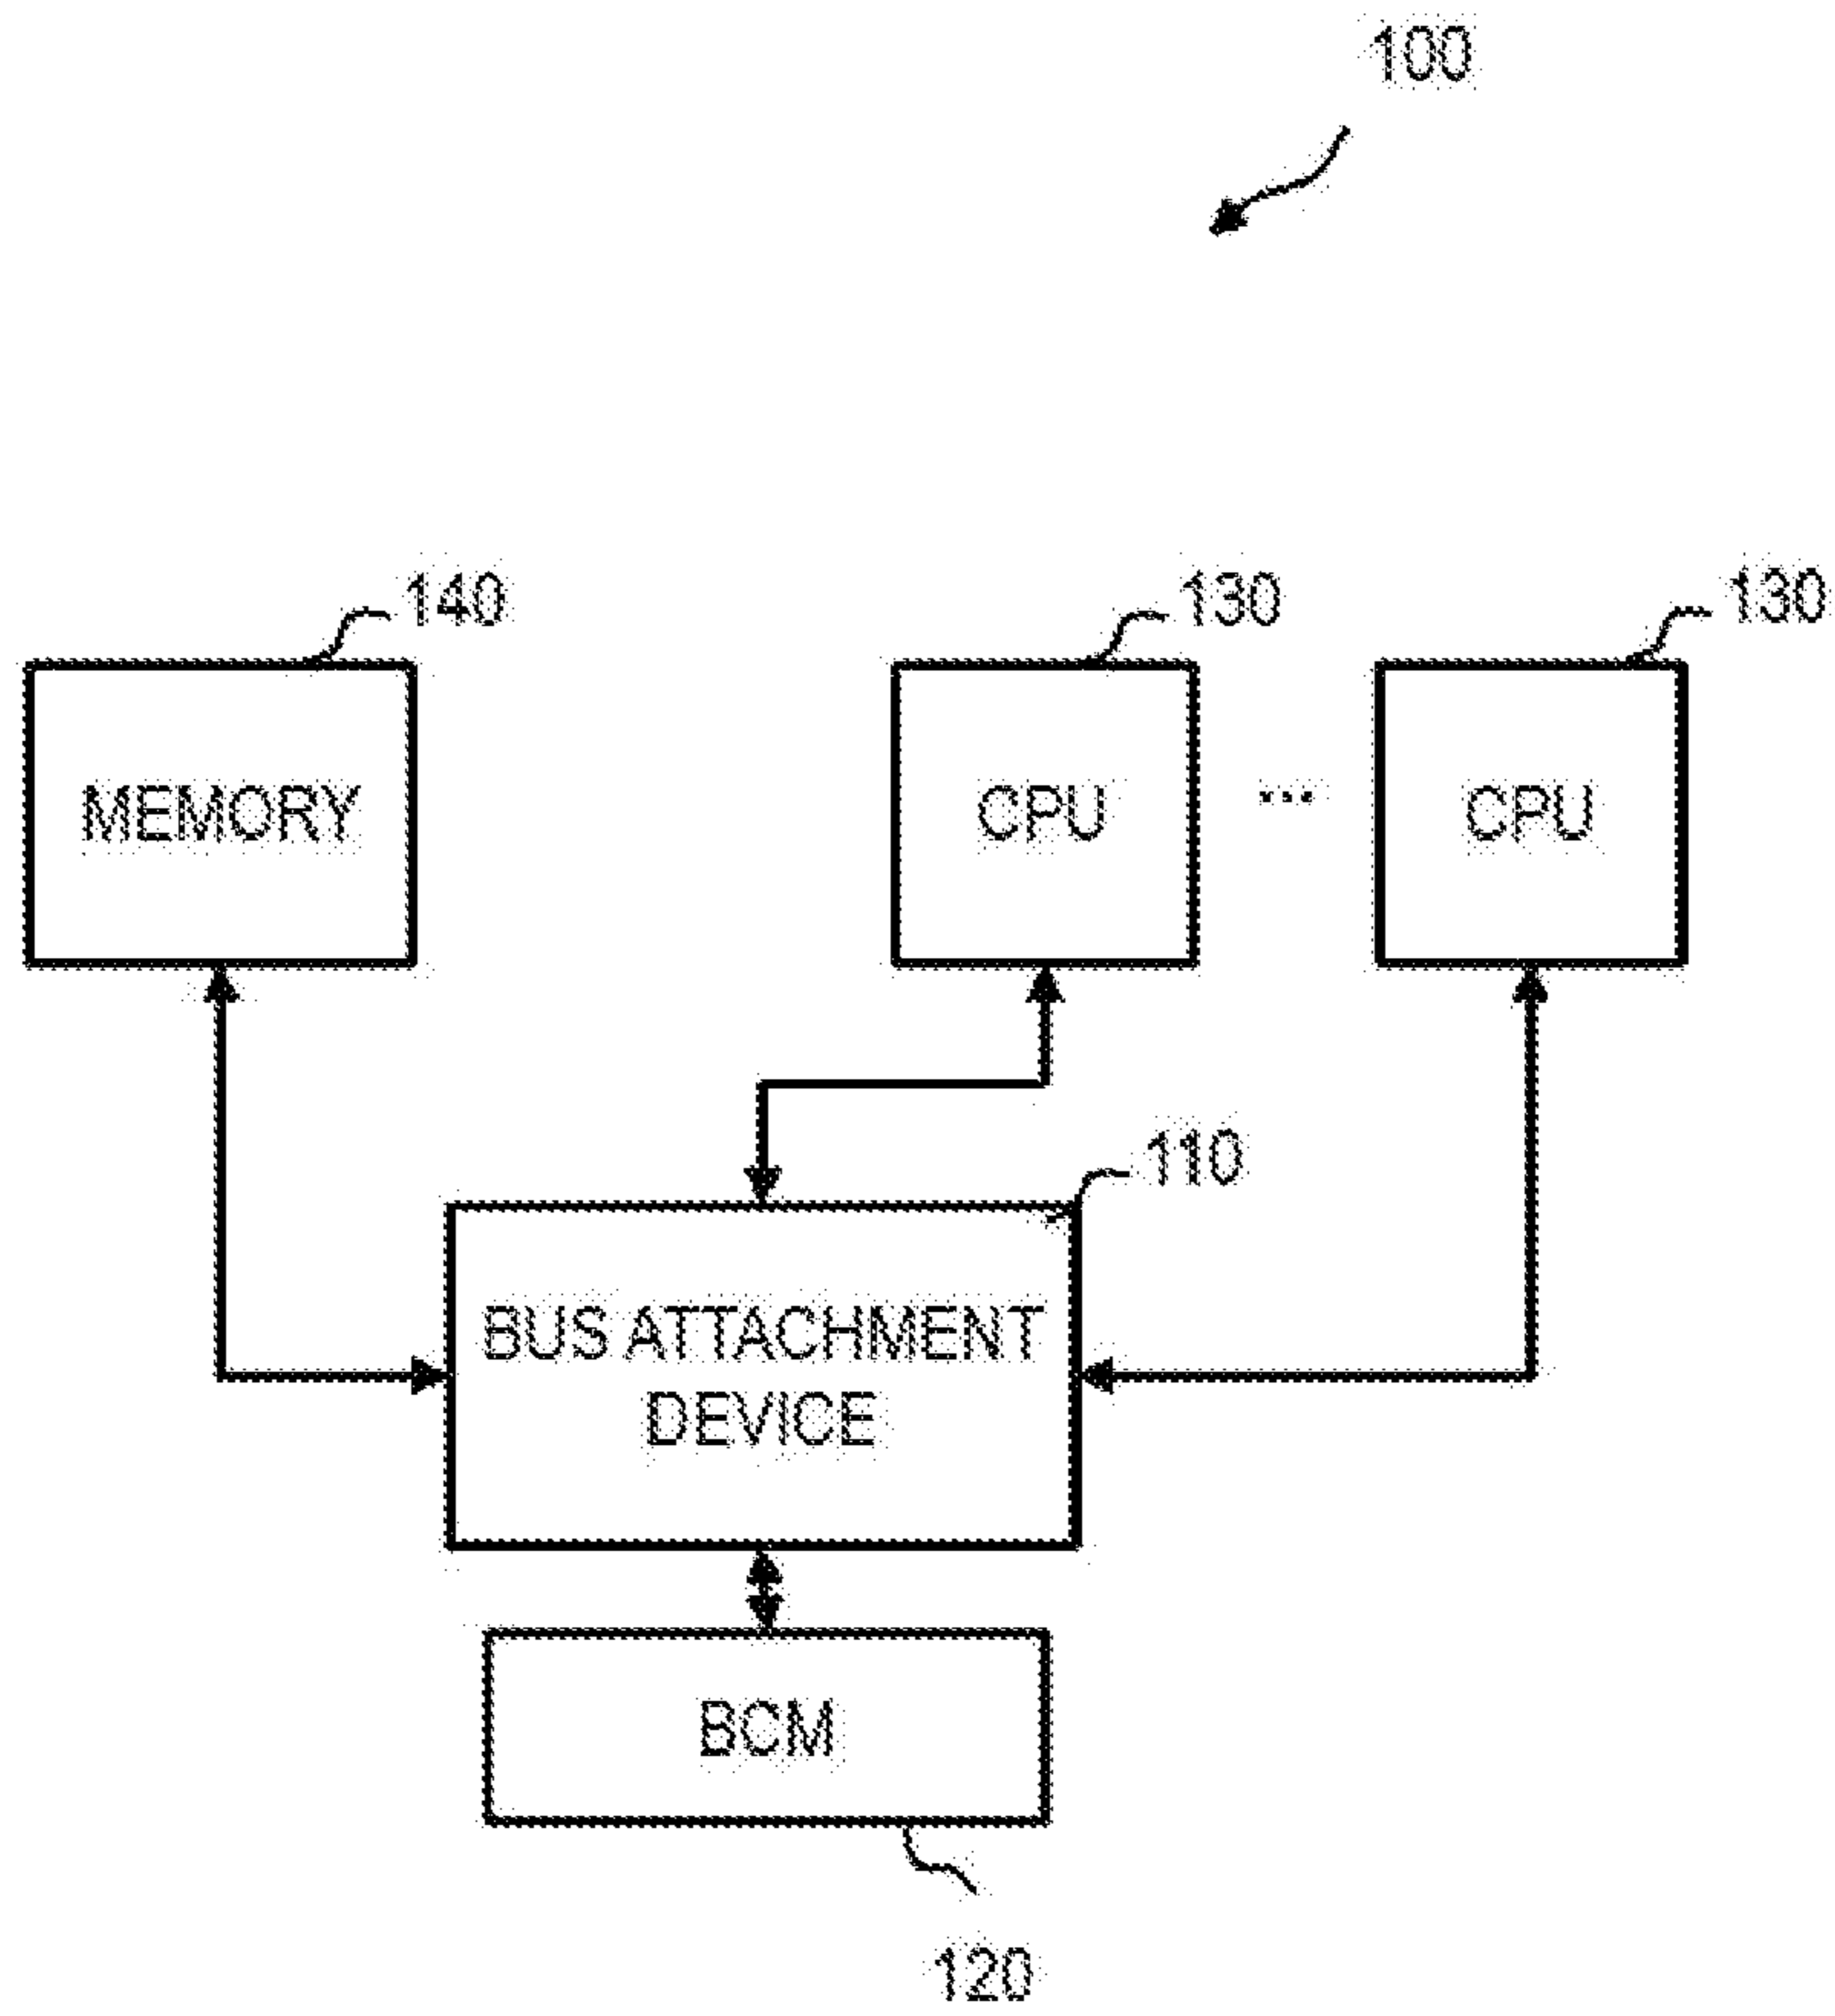 100
140
130
130
MEMORY
CPU
...
CPU
110
BUS ATTACHMENT
DEVICE
BCM
120